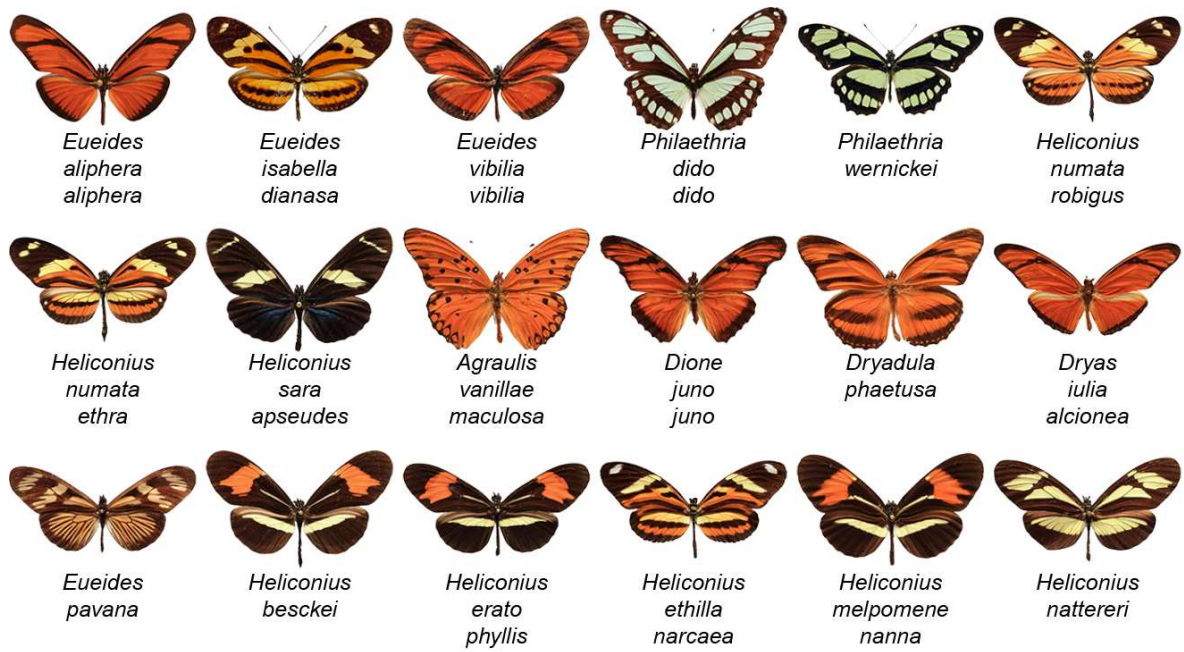 Eueides
aliphera
aliphera
Eueides
isabella
dianasa
Eueides
vibilia
vibilia
Philaethria
dido
dido
Philaethria
wernickei
Heliconius
numata
robigus
Heliconius
numata
ethra
Heliconius
sara
apseudes
Agraulis
vanillae
maculosa
Dione
juno
juno
Dryadula
phaetusa
Dryas
iulia
alcionea
Eueides
pavana
Heliconius
besckei
Heliconius
erato
phyllis
Heliconius
ethilla
narcaea
Heliconius
melpomene
nanna
Heliconius
nattereri